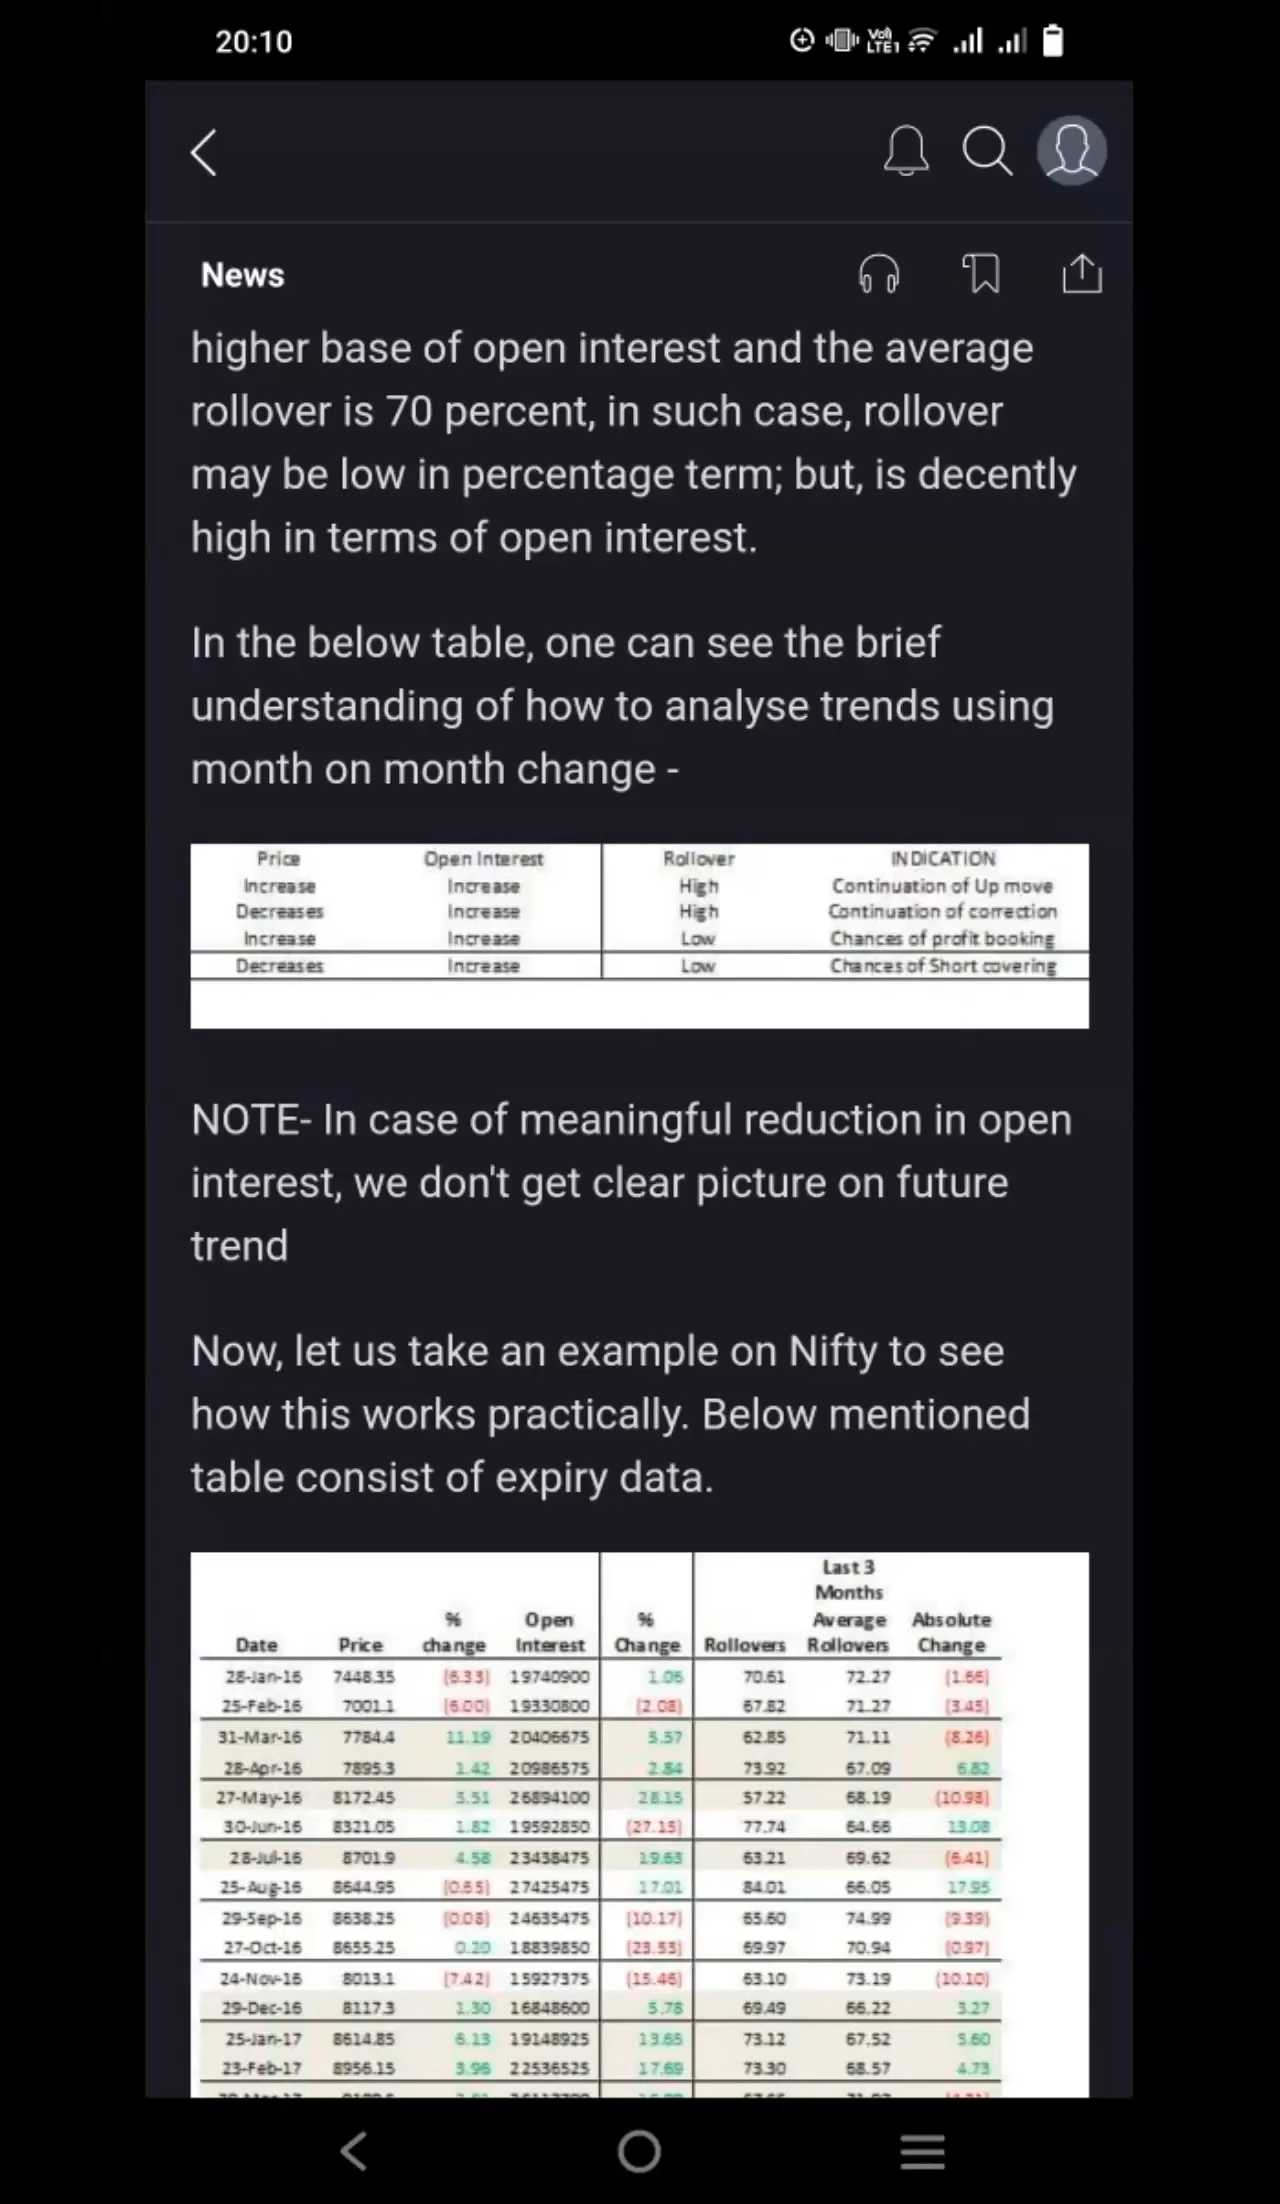 20:10
Vo) LTE1
News
higher base of open interest and the average
rollover is 70 percent, in such case, rollover
may be low in percentage term; but, is decently
high in terms of open interest.
In the below table, one can see the brief
understanding of how to analyse trends using
month on month change -
Price Open Interest Rollover INDICATION
Increase Increase High Continuation of Up move
Decreases Increase High Continuation of correction
Increase Increase Low Chances of profit booking
Decreases Increase Low Chances of Short covering
NOTE- In case of meaningful reduction in open
interest, we don't get clear picture on future
trend
Now, let us take an example on Nifty to see
how this works practically. Below mentioned
table consist of expiry data.
Last 3
Months
% Open % Average Absolute
Date Price change Interest Change Rollovers Rollovers Change
28-Jan-16 7448.35 (6.33) 19740900 1.06 70.61 72.27 (1.66)
25-Feb-16 7001.1 (6.00) 19330800 (2.08) 67.82 71.27 (3.45)
31-Mar-16 7784.4 11.19 20406675 5.57 62.85 71.11 (8.26)
28-Apr-16 7895.3 1.42 20986575 2.84 73.92 67.09 6.82
27-May-16 8172.45 3.51 26894100 28.15 57.22 68.19 (10.98)
30-Jun-16 8321.05 1.82 19592850 (27.15) 77.74 64.66 13.08
28-Jul-16 8701.9 4.58 23438475 19.63 63.21 69.62 (6.41)
25-Aug-16 8644.95 (0.65) 27425475 17.01 84.01 66.05 17.95
29-Sep-16 8638.25 (0.08) 24635475 (10.17) 65.60 74.99 (9.39)
27-Oct-16 8655.25 0.20 18839850 (23.53) 69.97 70.94 (0.97)
24-Nov-16 8013.1 (7.42) 15927375 (15.46) 63.10 73.19 (10.10)
29-Dec-16 8117.3 1.30 16848600 5.78 69.49 66.22 3.27
25-Jan-17 8614.85 6.13 19148925 13.65 73.12 67.52 5.60
23-Feb-17 8956.15 3.96 22536525 17.69 73.30 68.57 4.73